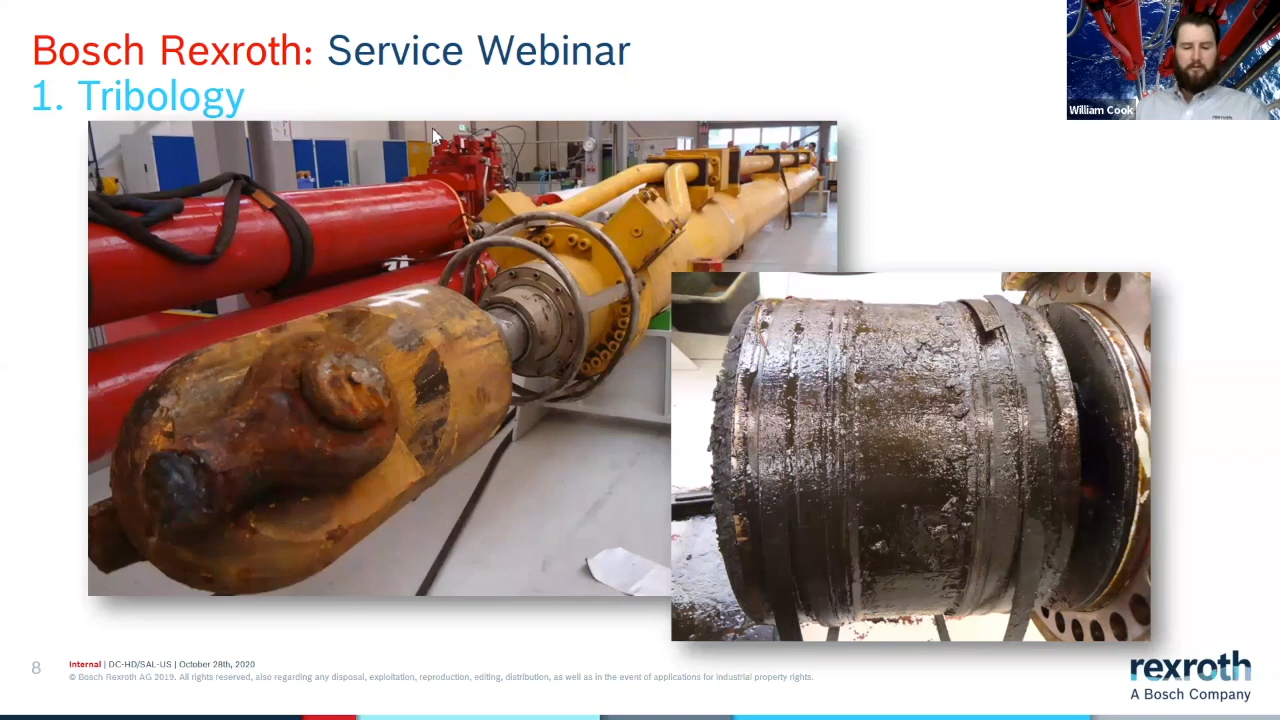 Bosch Rexroth: Service Webinar
1. Tribology
William Cook
rexroth
8
Internal | DC-HD/SAL-US | October 28th, 2020
© Bosch Rexroth AG 2019. All rights reserved, also regarding any disposal, exploitation, reproduction, editing, distribution, as well as in the event of applications for industrial property rights.
rexroth
A Bosch Company